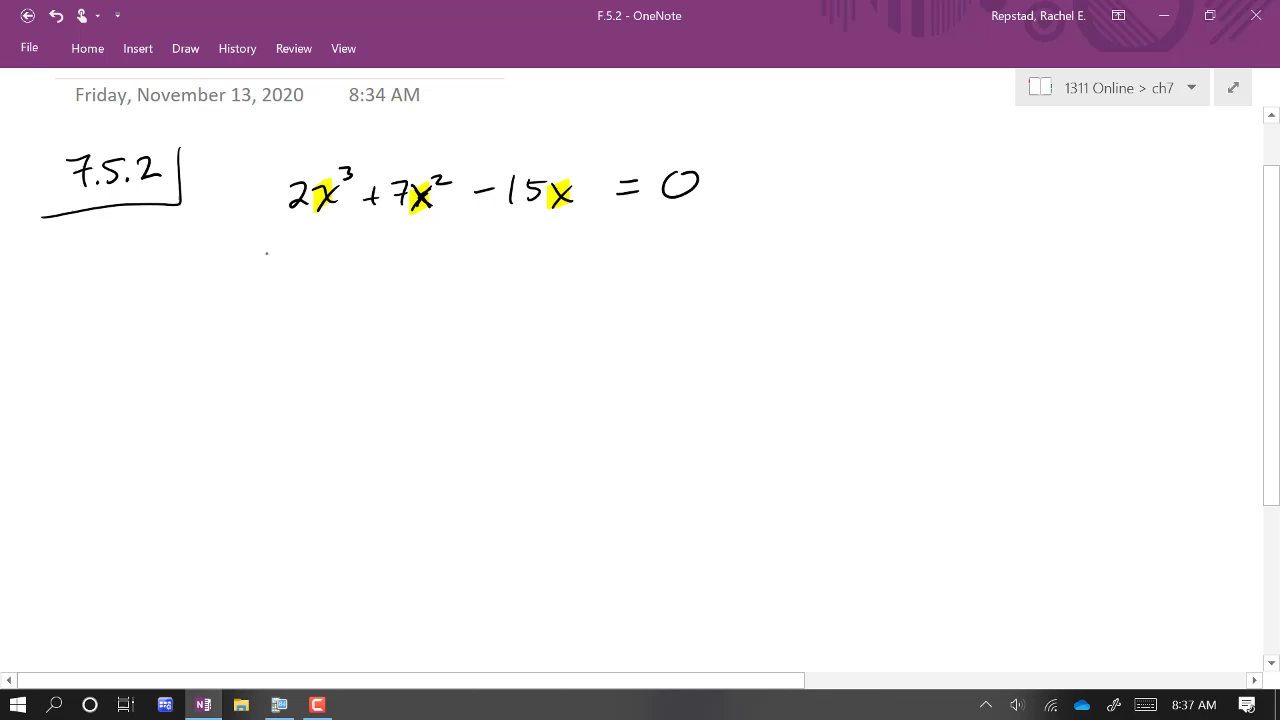 F.5.2 - OneNote
Repstad, Rachel E.
File Home Insert Draw History Review View
Friday, November 13, 2020 8:34 AM
1311 Online > ch7
7.5.2
2x³ + 7x² - 15x = 0
8:37 AM